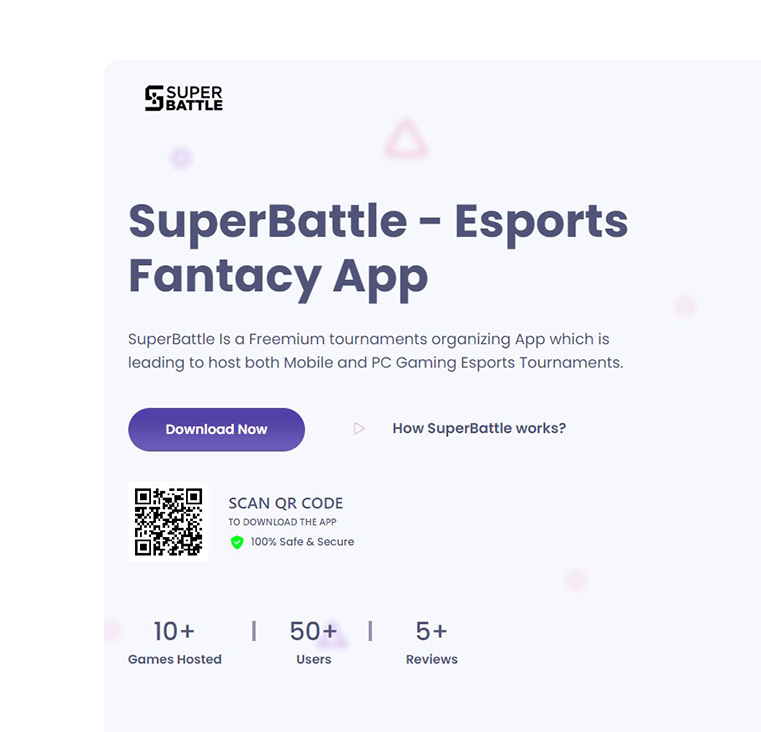 SUPER
BATTLE
SuperBattle - Esports
Fantacy App
SuperBattle Is a Freemium tournaments organizing App which is
leading to host both Mobile and PC Gaming Esports Tournaments.
Download Now
How SuperBattle works?
SCAN QR CODE
TO DOWNLOAD THE APP
100% Safe & Secure
10+ 50+ 5+
Games Hosted Users Reviews